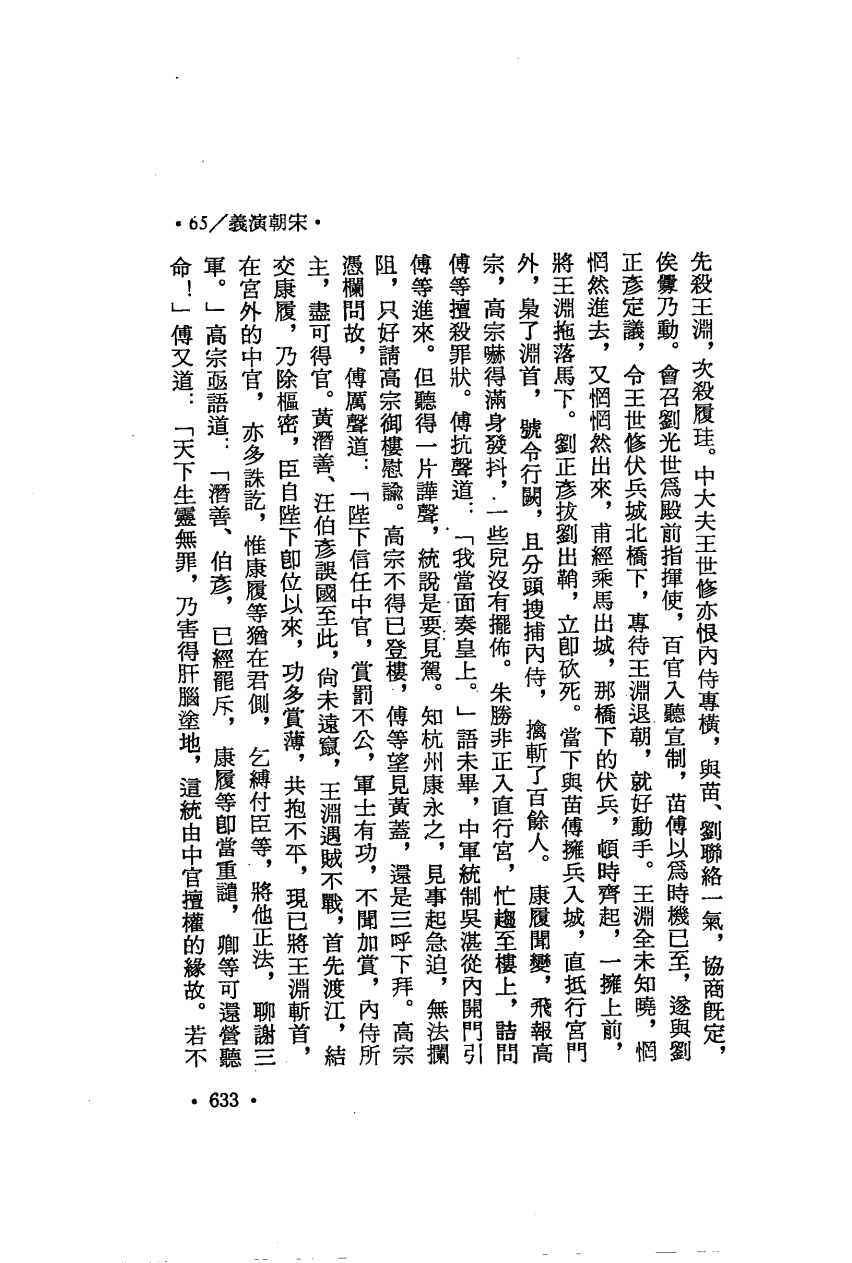 •65／義演朝宋•
先殺王淵，次殺履珪。中大夫王世修亦恨內侍專橫，與苗、劉聯絡一氣，協商旣定，
俟釁乃動。會召劉光世爲殿前指揮使，百官入聽宣制，苗傅以爲時機已至，遂與劉
正彥定議，令王世修伏兵城北橋下，專待王淵退朝，就好動手。王淵全未知曉，惘
惘然進去，又惘惘然出來，甫經乘馬出城，那橋下的伏兵，頓時齊起，一擁上前，
將王淵拖落馬下。劉正彥拔劉出鞘，立卽砍死。當下與苗傅擁兵入城，直抵行宮門
外，梟了淵首，號令行闕，且分頭搜捕內侍，擒斬了百餘人。康履聞變，飛報高
宗，高宗嚇得滿身發抖，一些兒沒有擺佈。朱勝非正入直行宮，忙趨至樓上，詰問
傅等擅殺罪狀。傅抗聲道：「我當面奏皇上。」語未畢，中軍統制吳湛從內開門引
傅等進來。但聽得一片譁聲，統說是要見駕。知杭州康永之，見事起急迫，無法攔
阻，只好請高宗御樓慰諭。高宗不得已登樓，傅等望見黃蓋，還是三呼下拜。高宗
憑欄問故，傅厲聲道：「陛下信任中官，賞罰不公，軍士有功，不聞加賞，內侍所
主，盡可得官。黃潛善、汪伯彥誤國至此，尙未遠竄，王淵遇賊不戰，首先渡江，結
交康履，乃除樞密，臣自陛下卽位以來，功多賞薄，共抱不平，現已將王淵斬首，
在宮外的中官，亦多誅訖，惟康履等猶在君側，乞縛付臣等，將他正法，聊謝三
軍。」高宗亟語道：「潛善、伯彥，已經罷斥，康履等卽當重譴，卿等可還營聽
命！」傅又道：「天下生靈無罪，乃害得肝腦塗地，這統由中官擅權的緣故。若不
•633•